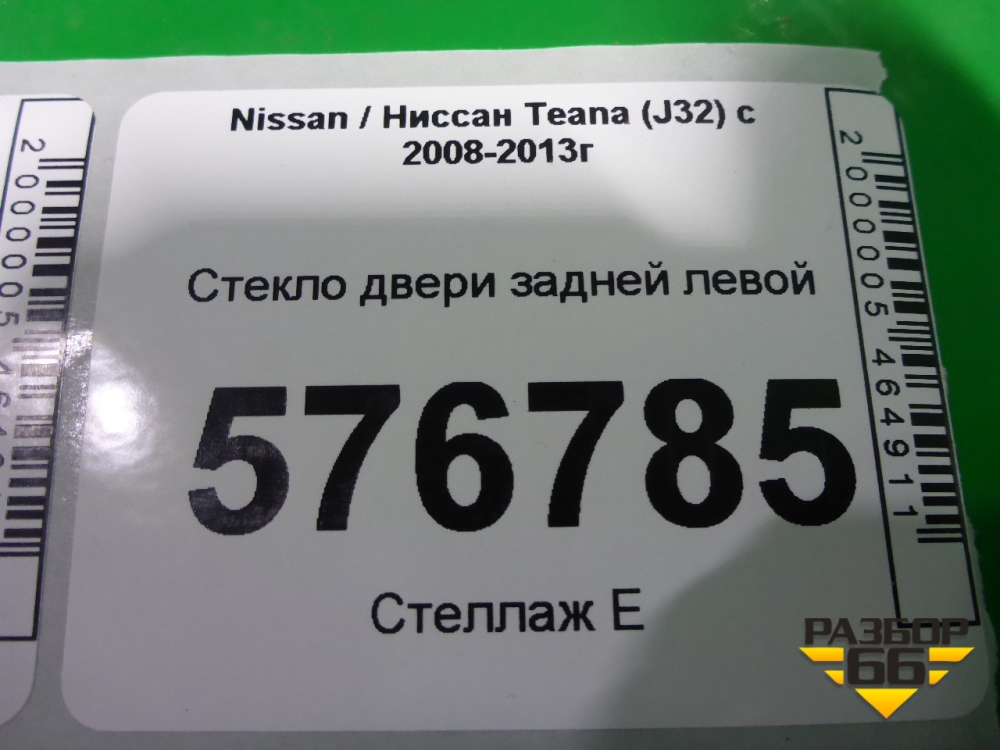 Nissan / Ниссан Teana (J32) с
2008-2013г
Стекло двери задней левой
576785
Стеллаж Е
2000005464911
РАЗБОР
66